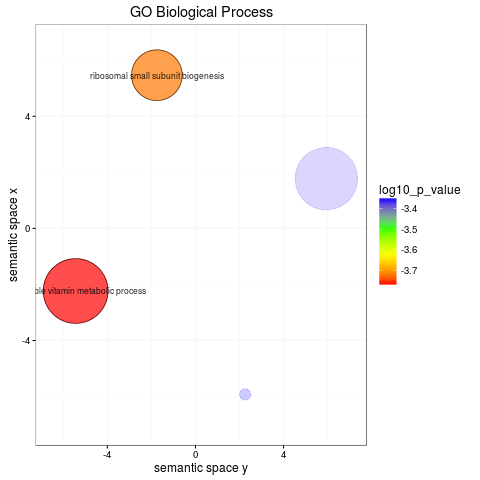 GO Biological Process
ribosomal small subunit biogenesis
vitamin metabolic process
semantic space x
4
0
-4
-4
0
4
semantic space y
log10_p_value
-3.4
-3.5
-3.6
-3.7